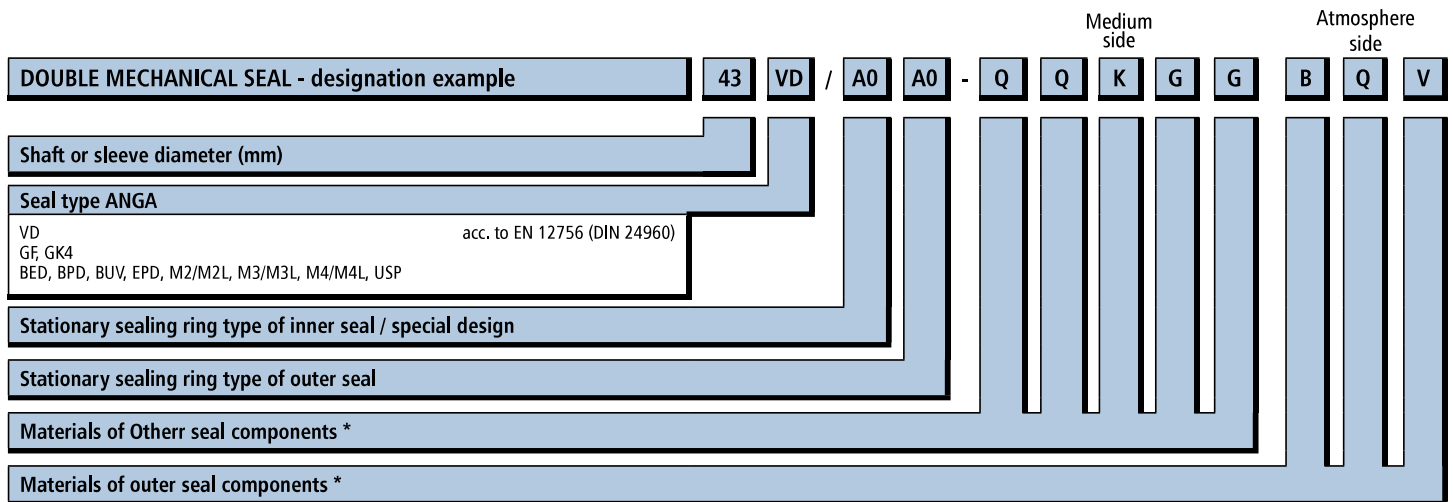 Medium
side
Atmosphere
side
DOUBLE MECHANICAL SEAL - designation example 43 VD / A0 A0 - Q Q K G G B Q V
Shaft or sleeve diameter (mm)
Seal type ANGA
VD acc. to EN 12756 (DIN 24960)
GF, GK4
BED, BPD, BUV, EPD, M2/M2L, M3/M3L, M4/M4L, USP
Stationary sealing ring type of inner seal / special design
Stationary sealing ring type of outer seal
Materials of Otherr seal components *
Materials of outer seal components *